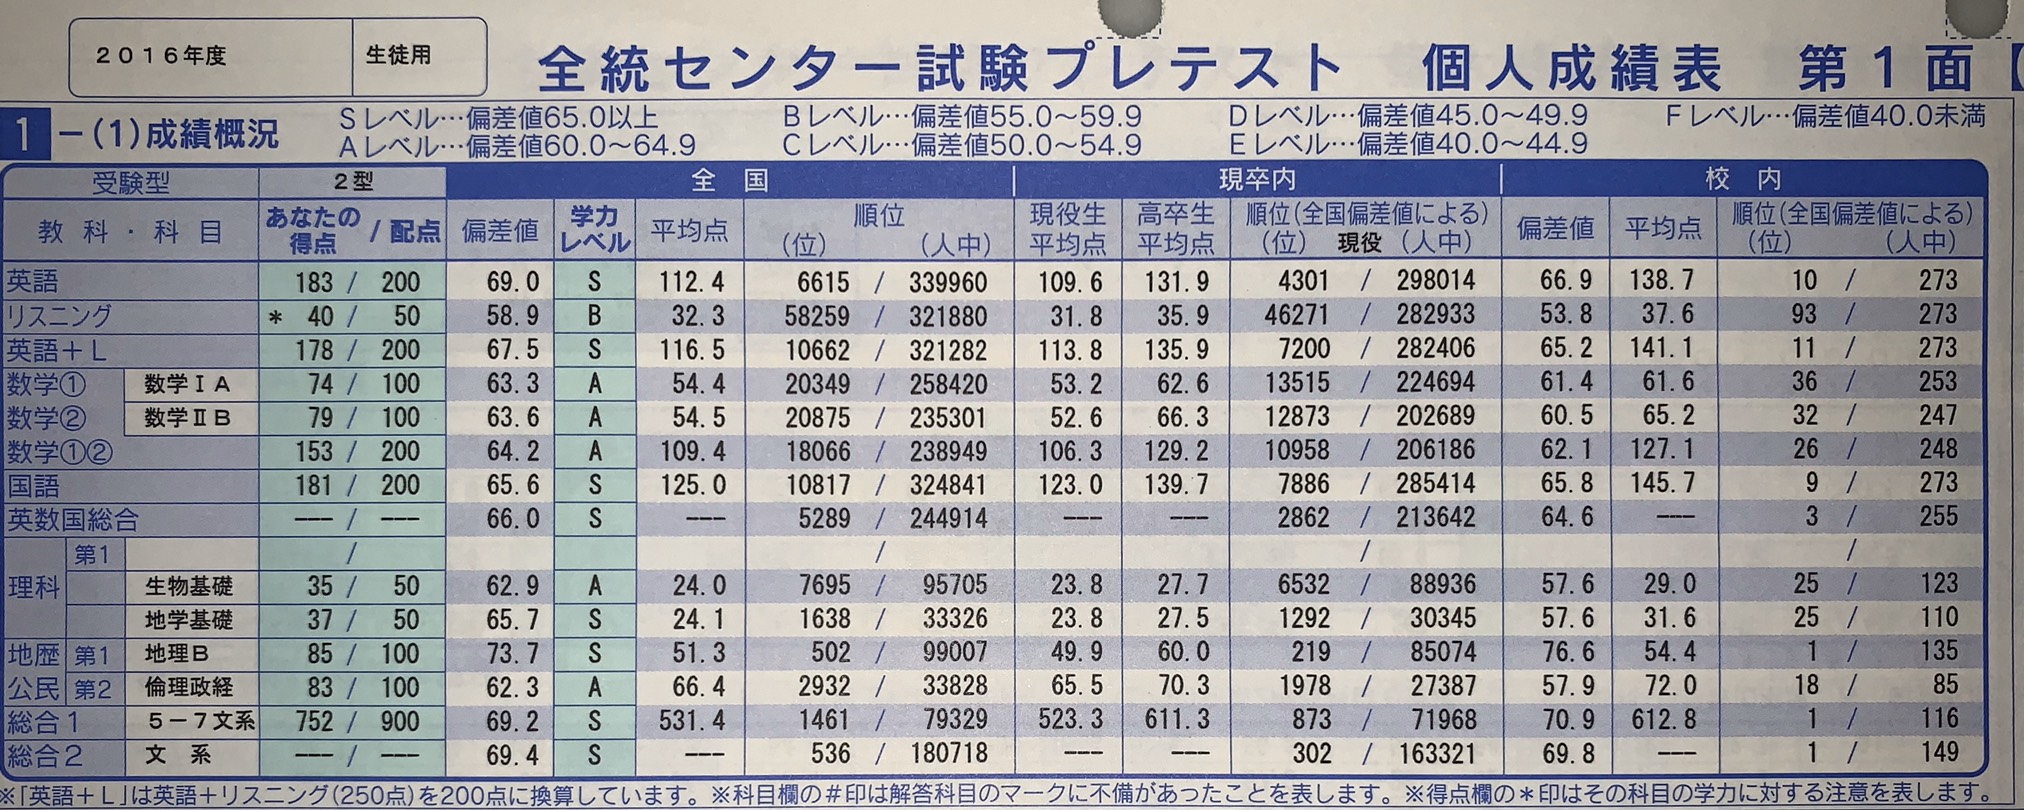 2016年度 生徒用
全統センター試験プレテスト 個人成績表 第1面【
1 －(1)成績概況
Sレベル…偏差値65.0以上 Bレベル…偏差値55.0～59.9 Dレベル…偏差値45.0～49.9 Fレベル…偏差値40.0未満
Aレベル…偏差値60.0～64.9 Cレベル…偏差値50.0～54.9 Eレベル…偏差値40.0～44.9
受験型 2型 全国 現卒内 校内
教科・科目 あなたの得点 / 配点 偏差値 学力レベル 平均点 順位 (位) (人中) 現役生平均点 高卒生平均点 順位(全国偏差値による) (位) 現役 (人中) 偏差値 平均点 順位(全国偏差値による) (位) (人中)
英語 183 / 200 69.0 S 112.4 6615 / 339960 109.6 131.9 4301 / 298014 66.9 138.7 10 / 273
リスニング * 40 / 50 58.9 B 32.3 58259 / 321880 31.8 35.9 46271 / 282933 53.8 37.6 93 / 273
英語＋L 178 / 200 67.5 S 116.5 10662 / 321282 113.8 135.9 7200 / 282406 65.2 141.1 11 / 273
数学① 数学ⅠA 74 / 100 63.3 A 54.4 20349 / 258420 53.2 62.6 13515 / 224694 61.4 61.6 36 / 253
数学② 数学ⅡB 79 / 100 63.6 A 54.5 20875 / 235301 52.6 66.3 12873 / 202689 60.5 65.2 32 / 247
数学①② 153 / 200 64.2 A 109.4 18066 / 238949 106.3 129.2 10958 / 206186 62.1 127.1 26 / 248
国語 181 / 200 65.6 S 125.0 10817 / 324841 123.0 139.7 7886 / 285414 65.8 145.7 9 / 273
英数国総合 --- / --- 66.0 S --- 5289 / 244914 --- --- 2862 / 213642 64.6 --- 3 / 255
理科 第1 / / / /
生物基礎 35 / 50 62.9 A 24.0 7695 / 95705 23.8 27.7 6532 / 88936 57.6 29.0 25 / 123
地学基礎 37 / 50 65.7 S 24.1 1638 / 33326 23.8 27.5 1292 / 30345 57.6 31.6 25 / 110
地歴 第1 地理B 85 / 100 73.7 S 51.3 502 / 99007 49.9 60.0 219 / 85074 76.6 54.4 1 / 135
公民 第2 倫理政経 83 / 100 62.3 A 66.4 2932 / 33828 65.5 70.3 1978 / 27387 57.9 72.0 18 / 85
総合1 5－7文系 752 / 900 69.2 S 531.4 1461 / 79329 523.3 611.3 873 / 71968 70.9 612.8 1 / 116
総合2 文系 --- / --- 69.4 S --- 536 / 180718 --- --- 302 / 163321 69.8 --- 1 / 149
※「英語＋L」は英語＋リスニング(250点)を200点に換算しています。※科目欄の＃印は解答科目のマークに不備があったことを表します。※得点欄の＊印はその科目の学力に対する注意を表します。